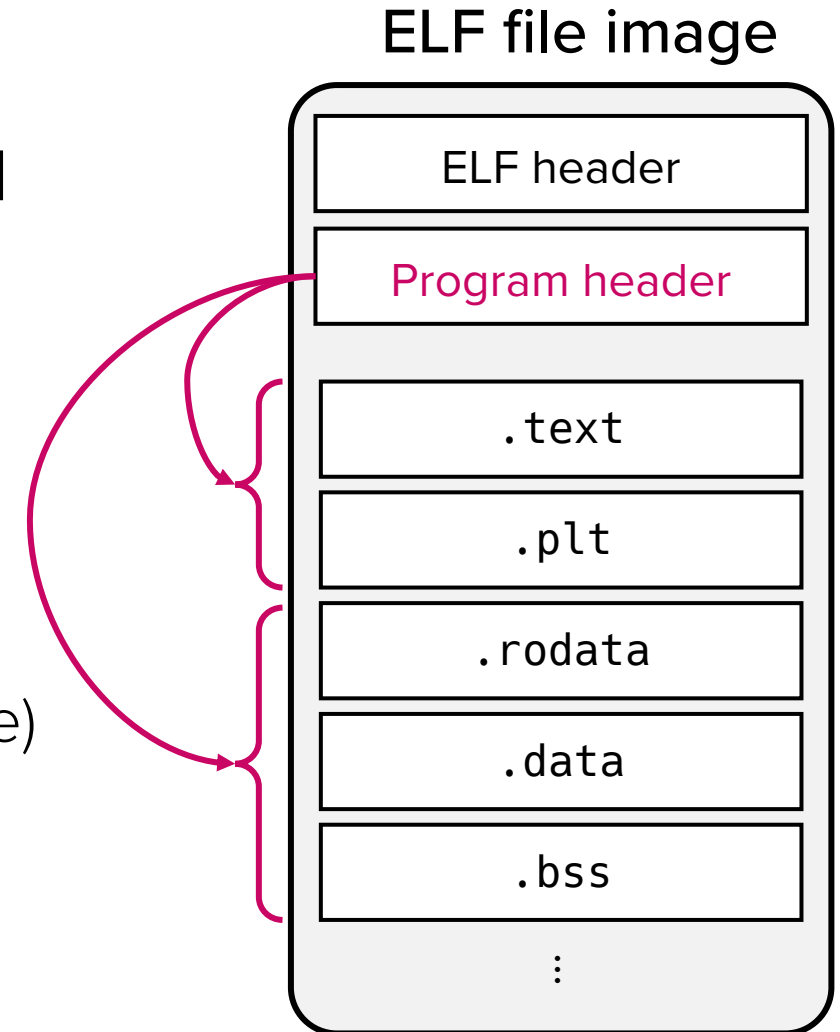 ELF file image
ELF header
Program header
.text
.plt
.rodata
e)
.data
.bss
⋮